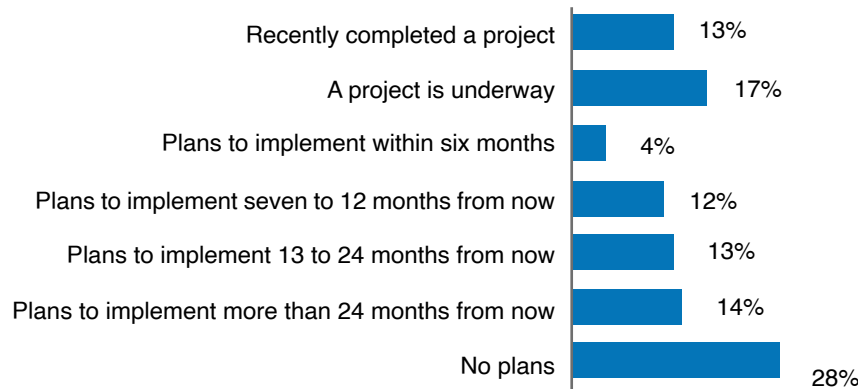 Recently completed a project 13%
A project is underway 17%
Plans to implement within six months 4%
Plans to implement seven to 12 months from now 12%
Plans to implement 13 to 24 months from now 13%
Plans to implement more than 24 months from now 14%
No plans 28%